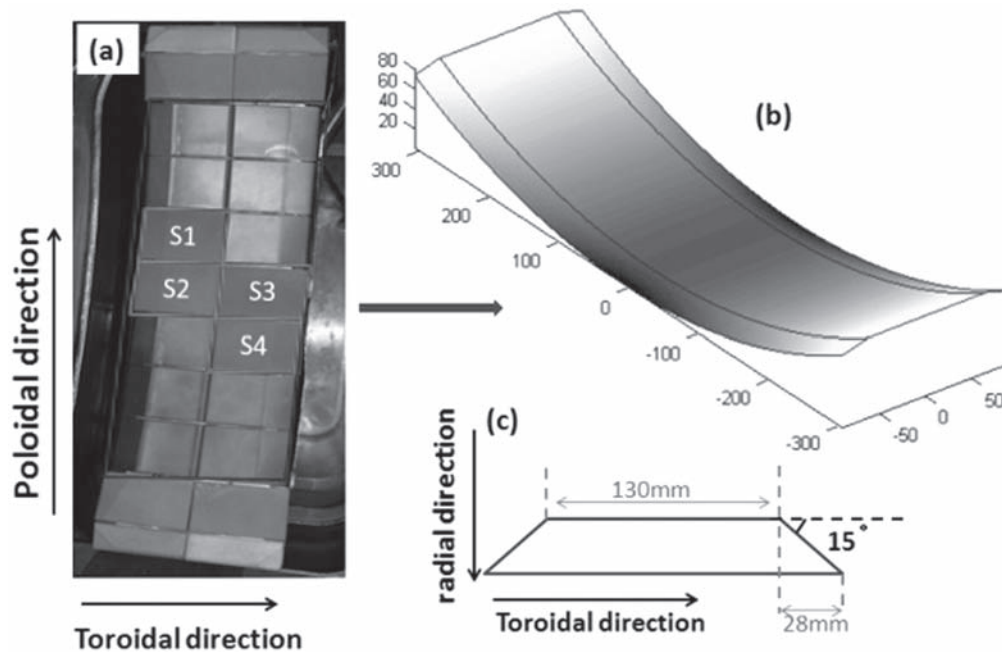 (a)
S1
S2
S3
S4
Poloidal direction
Toroidal direction
(b)
80
60
40
20
300
200
100
0
-100
-200
-300
-50
0
50
(c)
radial direction
130mm
15°
28mm
Toroidal direction